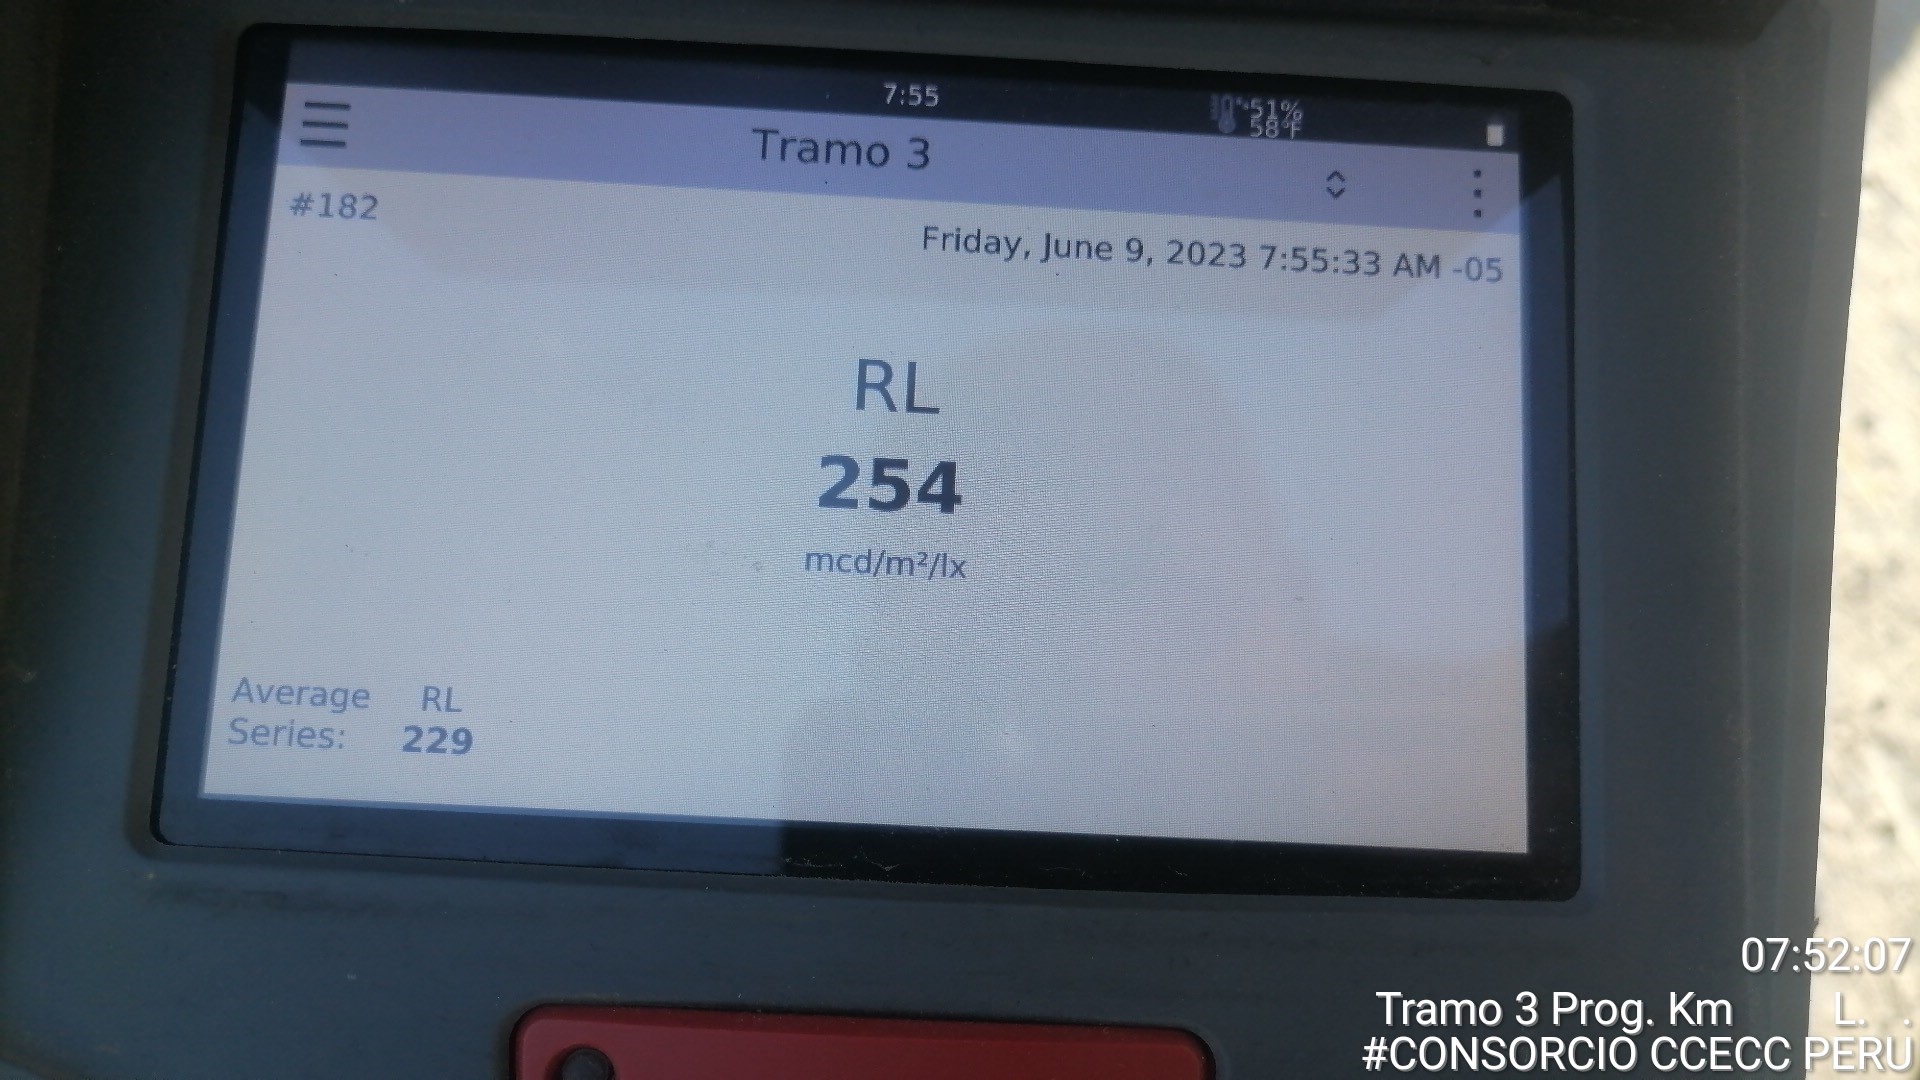 7:55
51%
58°F
Tramo 3
#182
Friday, June 9, 2023 7:55:33 AM -05
RL
254
mcd/m²/lx
Average RL
Series: 229
07:52:07
Tramo 3 Prog. Km L. .
#CONSORCIO CCECC PERU